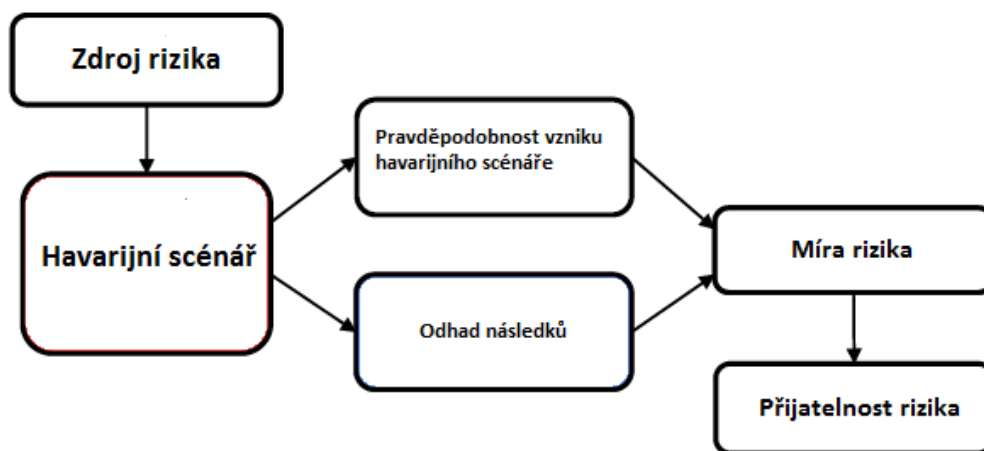 Zdroj rizika
Havarijní scénář
Pravděpodobnost vzniku
havarijního scénáře
Odhad následků
Míra rizika
Přijatelnost rizika